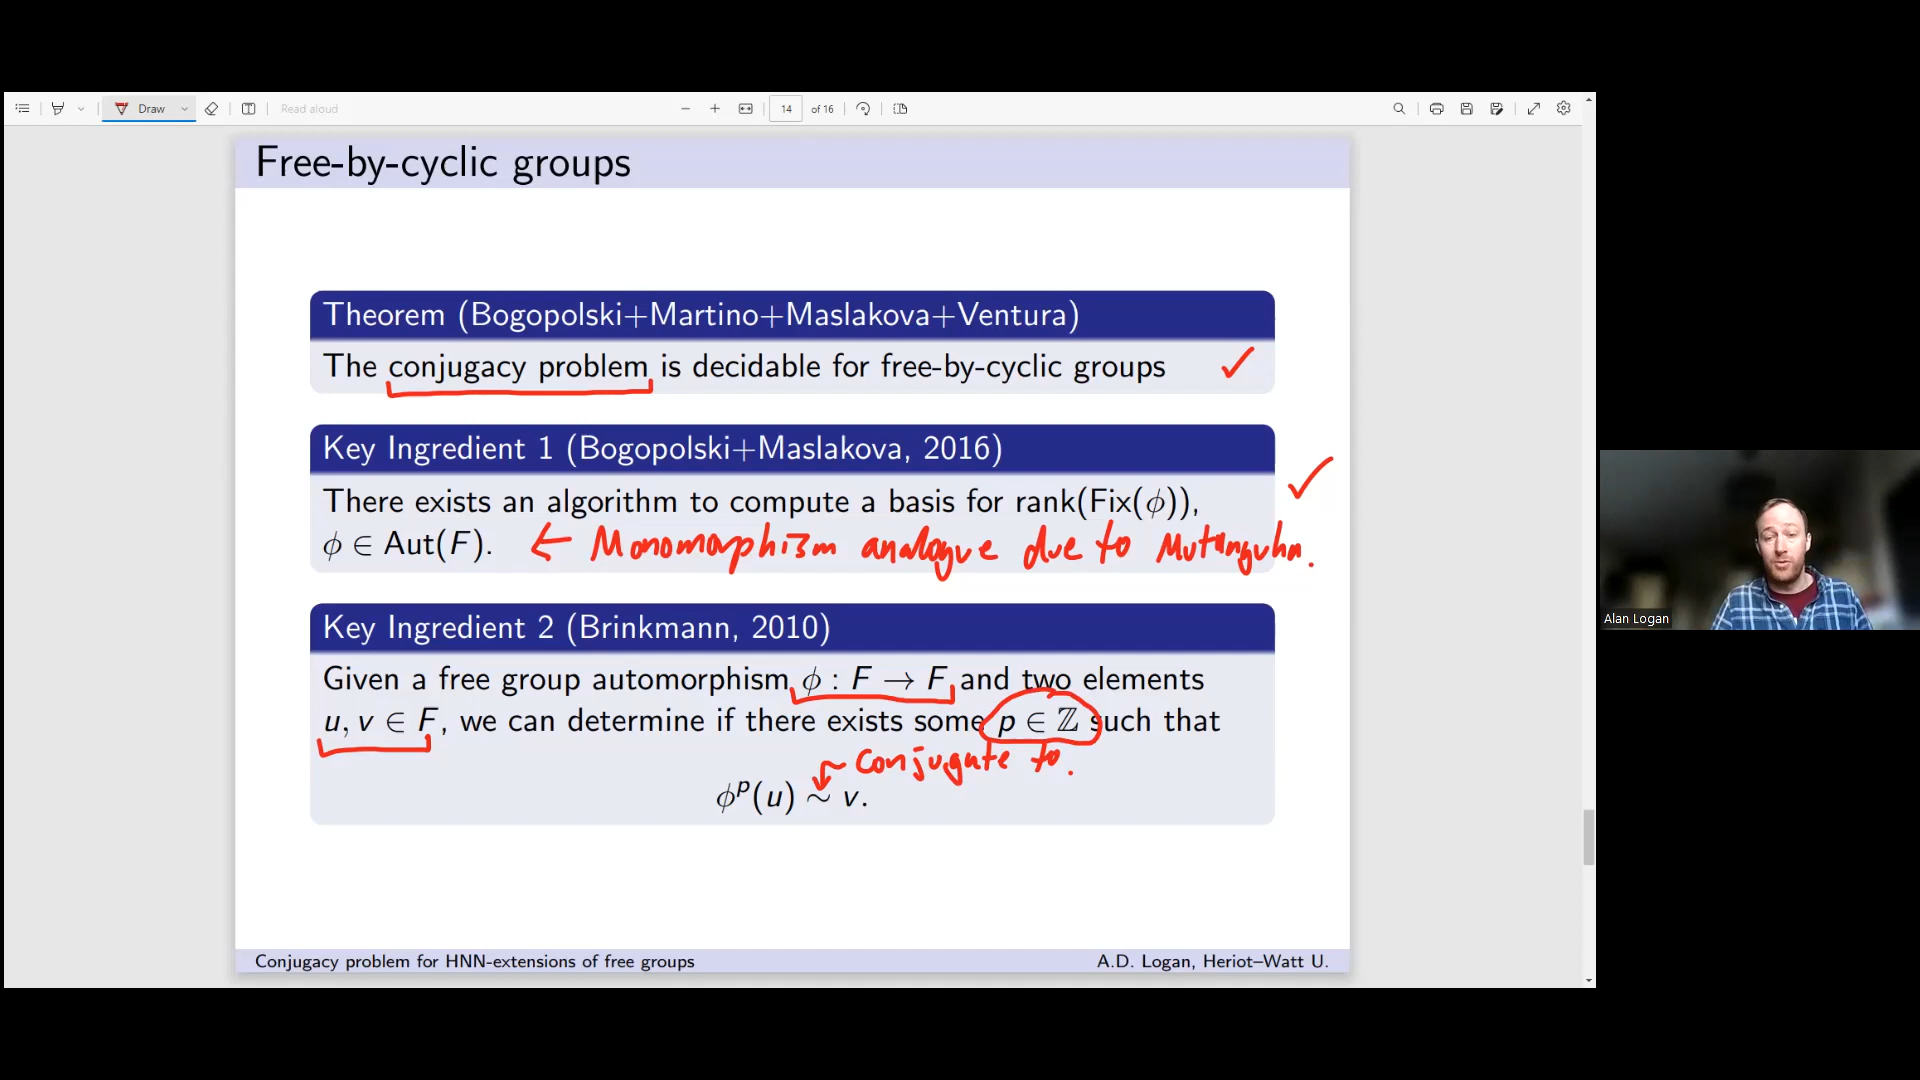 Draw
Read aloud
14 of 16
Free-by-cyclic groups
Theorem (Bogopolski+Martino+Maslakova+Ventura)
The conjugacy problem is decidable for free-by-cyclic groups ✓
Key Ingredient 1 (Bogopolski+Maslakova, 2016)
There exists an algorithm to compute a basis for rank(Fix(ϕ)), ✓
ϕ ∈ Aut(F). ← Monomorphism analogue due to Mutanguha.
Key Ingredient 2 (Brinkmann, 2010)
Given a free group automorphism ϕ : F → F and two elements
u, v ∈ F, we can determine if there exists some p ∈ ℤ such that
conjugate to.
ϕᵖ(u) ∼ v.
Conjugacy problem for HNN-extensions of free groups A.D. Logan, Heriot–Watt U.
Alan Logan